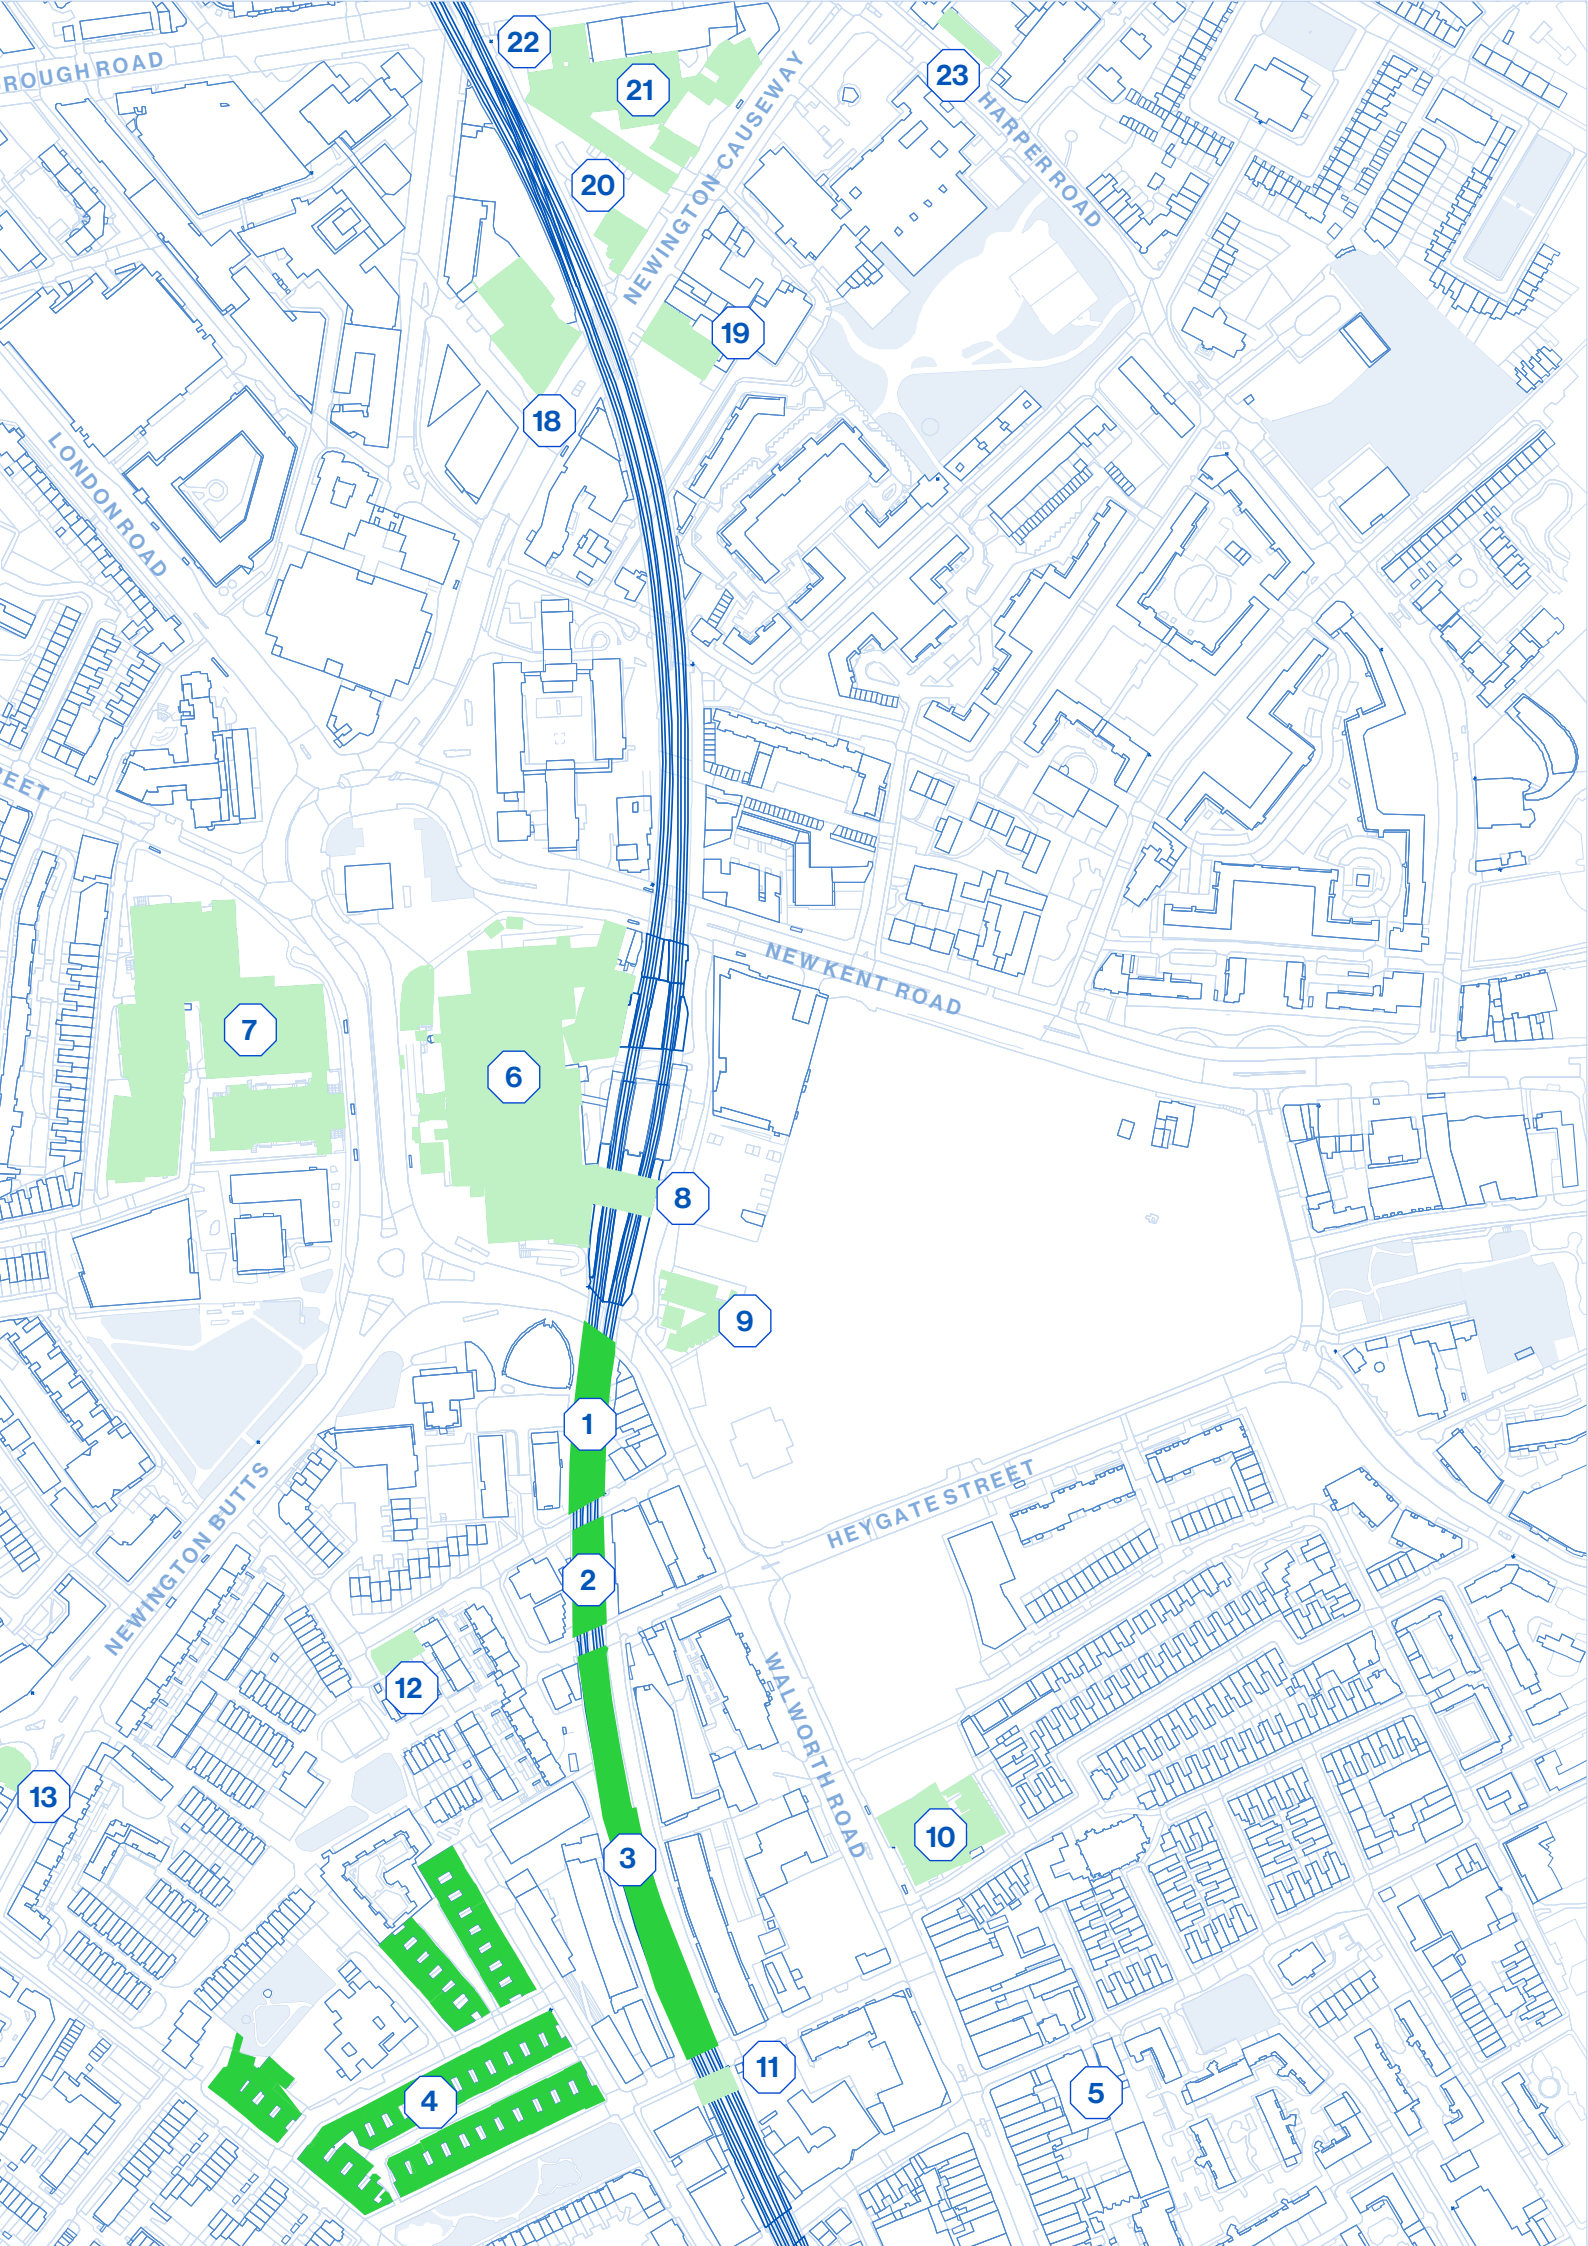 22
23
21
ROUGH ROAD
HARPER ROAD
20
NEWINGTON CAUSEWAY
19
18
LONDON ROAD
REET
NEW KENT ROAD
7
6
8
9
1
HEYGATE STREET
NEWINGTON BUTTS
2
12
WALWORTH ROAD
13
10
3
11
5
4